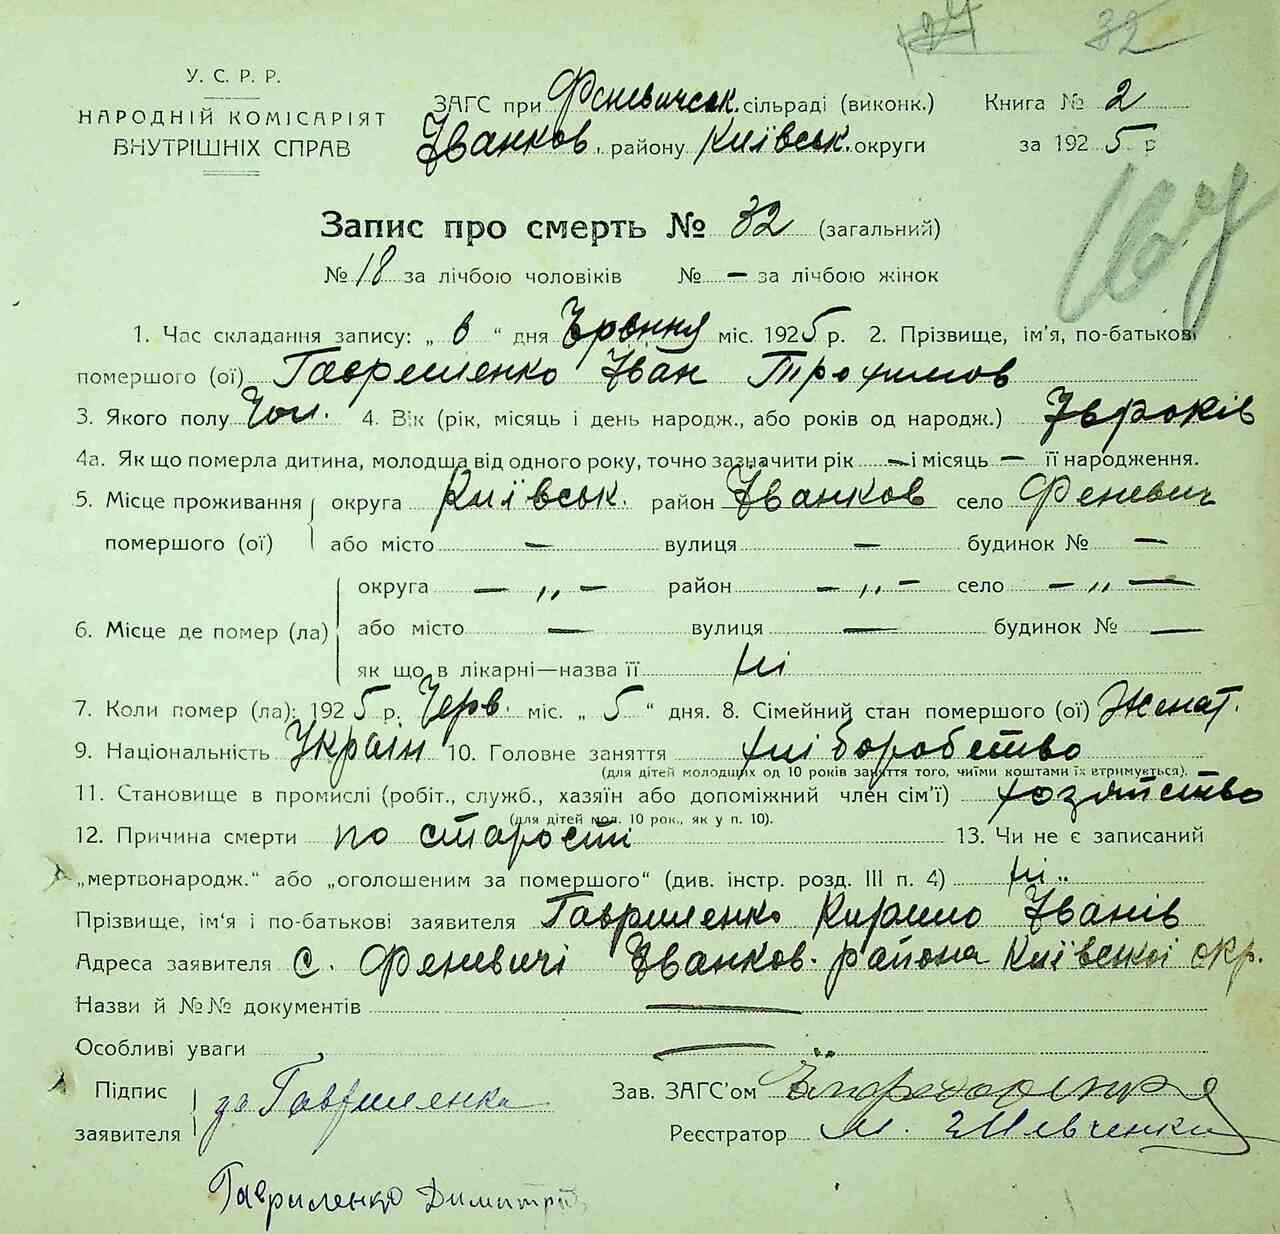 32
У. С. Р. Р.
НАРОДНІЙ КОМІСАРІЯТ
ВНУТРІШНІХ СПРАВ
ЗАГС при Феневичськ. сільраді (виконк.) Книга № 2
Іванков. району Київськ. округи за 1925 р
Запис про смерть № 32 (загальний)
№ 18 за лічбою чоловіків № — за лічбою жінок
1. Час складання запису: „ 6 “ дня міс. 1925 р. 2. Прізвище, ім'я, по-батькові
помершого (ої) Гавриленко Іван Трохимов
3. Якого полу Чол. 4. Вік (рік, місяць і день народж., або років од народж.) років
4а. Як що померла дитина, молодша від одного року, точно зазначити рік — і місяць — її народження.
5. Місце проживання округа Київськ. район Іванков село Феневич
помершого (ої) або місто — вулиця — будинок № —
округа — „ — район — „ — село — „ —
6. Місце де помер (ла) або місто — вулиця — будинок № —
як що в лікарні—назва її ні
7. Коли помер (ла): 1925 р. Черв. міс. „ 5 “ дня. 8. Сімейний стан помершого (ої) Женат.
9. Національність Украін 10. Головне заняття хліборобство
(для дітей молодших од 10 років заняття того, чиїми коштами їх втримується).
11. Становище в промислі (робіт., служб., хазяїн або допоміжний член сім'ї) хозяйство
(для дітей мол. 10 рок., як у п. 10).
12. Причина смерти по старости 13. Чи не є записаний
„мертвонародж.“ або „оголошеним за помершого“ (див. інстр. розд. III п. 4) ні
Прізвище, ім'я і по-батькові заявителя Гавриленко Кирило Іванів
Адреса заявителя с. Феневичі Іванков. района Київської окр.
Назви й №№ документів —
Особливі уваги —
Підпис за Гавриленка Зав. ЗАГС'ом
заявителя Реєстратор М. Шевченко
Гавриленко Димитрій